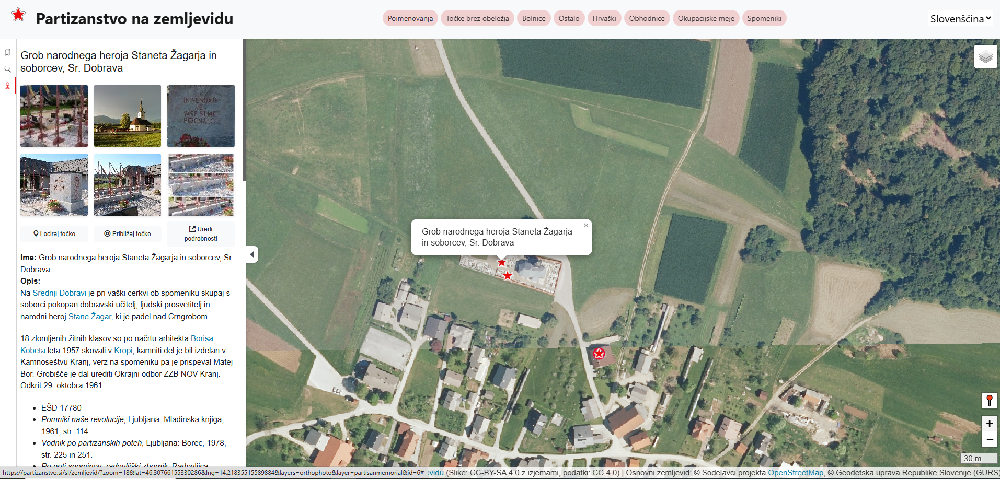 Partizanstvo na zemljevidu
Poimenovanja
Točke brez obeležja
Bolnice
Ostalo
Hrvaški
Obhodnice
Okupacijske meje
Spomeniki
Slovenščina
Grob narodnega heroja Staneta Žagarja in
soborcev, Sr. Dobrava
IN VENDAR
JE
VAŠE SEME
POGNALO
Lociraj točko
Približaj točko
Uredi
podrobnosti
Ime: Grob narodnega heroja Staneta Žagarja in soborcev, Sr.
Dobrava
Opis:
Na Srednji Dobravi je pri vaški cerkvi ob spomeniku skupaj s
soborci pokopan dobravski učitelj, ljudski prosvetitelj in
narodni heroj Stane Žagar, ki je padel nad Crngrobom.
18 zlomljenih žitnih klasov so po načrtu arhitekta Borisa
Kobeta leta 1957 skovali v Kropi, kamniti del je bil izdelan v
Kamnoseštvu Kranj, verz na spomeniku pa je prispeval Matej
Bor. Grobišče je dal urediti Okrajni odbor ZZB NOV Kranj.
Odkrit 29. oktobra 1961.
EŠD 17780
Pomniki naše revolucije, Ljubljana: Mladinska knjiga,
1961, str. 114.
Vodnik po partizanskih poteh, Ljubljana: Borec, 1978,
str. 225 in 251.
Po poti spominov: radovljiški zbornik, Radovljica:
Grob narodnega heroja Staneta Žagarja
in soborcev, Sr. Dobrava
+
−
30 m
https://partizanstvo.si/sl/zemljevid/?zoom=18&lat=46.30766155330286&lng=14.21835515589884&layers=orthophoto&layer=partisanmemorial&id=6#
evidu (Slike: CC-BY-SA 4.0 z izjemami, podatki: CC 4.0) | Osnovni zemljevid: © Sodelavci projekta OpenStreetMap, © Geodetska uprava Republike Slovenije (GURS)